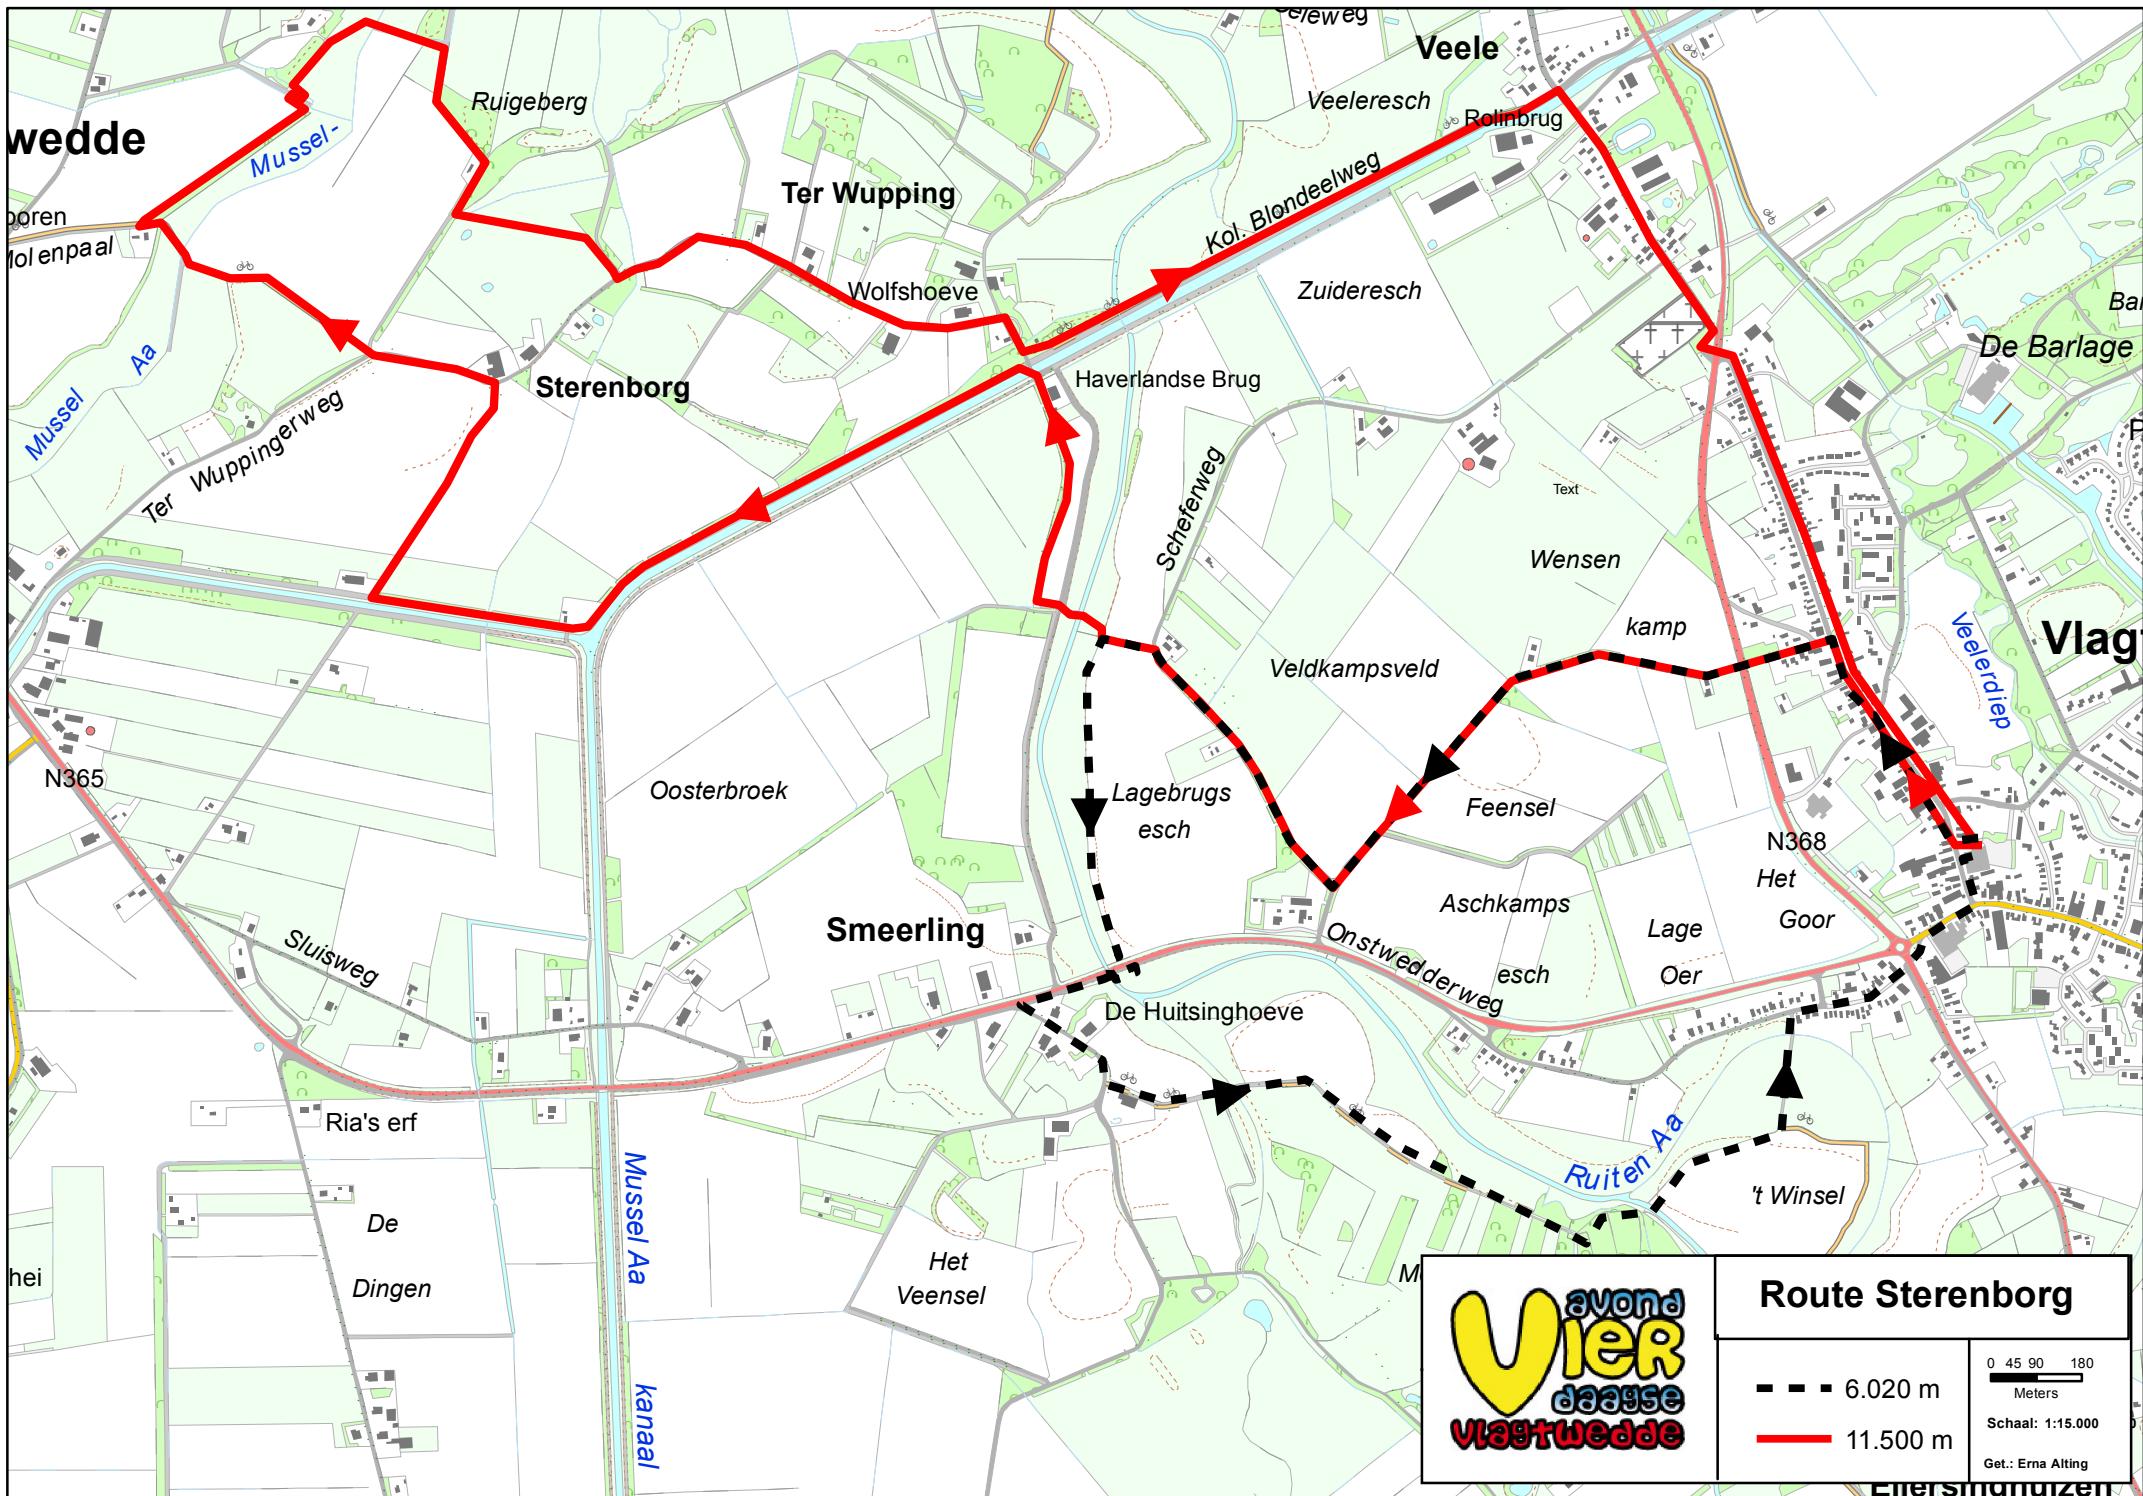 Veele
Ruigeberg
Veeleresch
Rolinbrug
wedde
Mussel-
Ter Wupping
Kol. Blondeelweg
Molenpaal
Wolfshoeve
Zuideresch
De Barlage
Mussel Aa
Haverlandse Brug
Sterenborg
Ter Wuppingerweg
Scheferweg
Text
Wensen
kamp
Veldkampsveld
Veelerdiep
Vlagt
N365
Oosterbroek
Lagebrugs
esch
Feensel
N368
Het
Goor
Aschkamps
esch
Lage
Oer
Smeerling
Onstwedderweg
Sluisweg
De Huitsinghoeve
Ria's erf
Ruiten Aa
't Winsel
De
Dingen
Mussel Aa
kanaal
Het
Veensel
hei
avond
Vier
daagse
Vlagtwedde
Route Sterenborg
6.020 m
11.500 m
0 45 90 180
Meters
Schaal: 1:15.000
Get.: Erna Alting
Ellersinghuizen